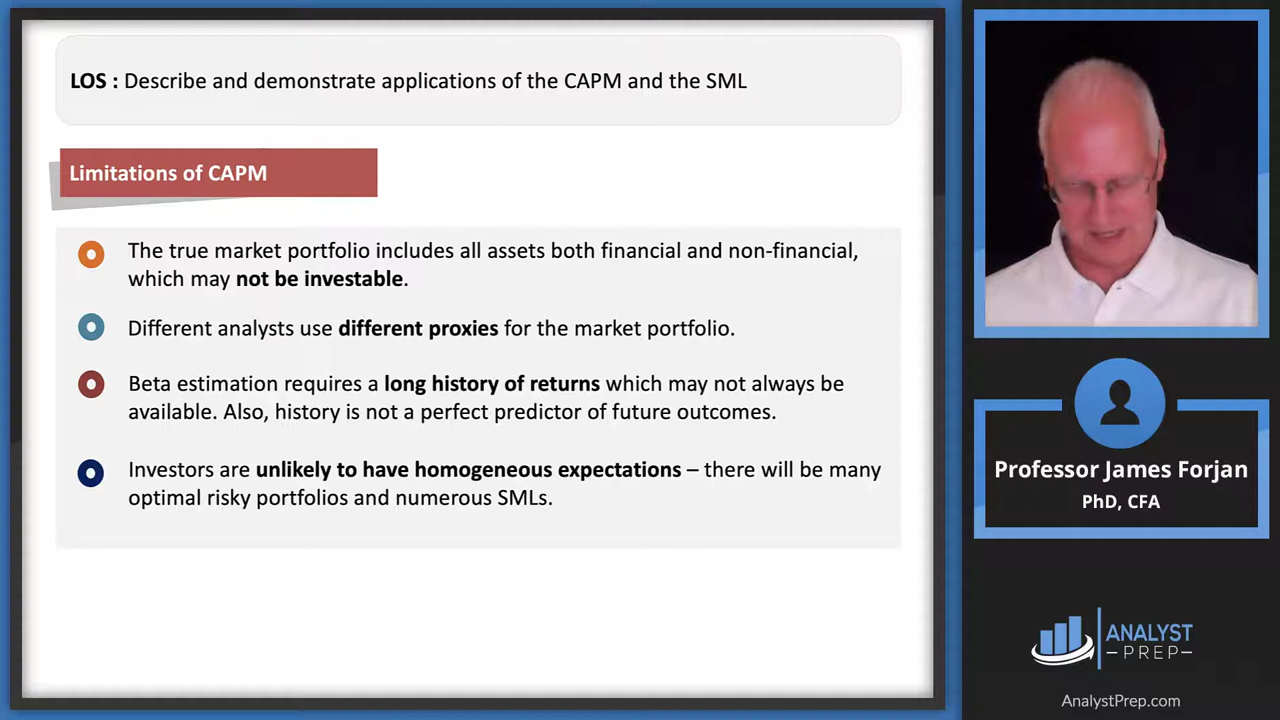 LOS : Describe and demonstrate applications of the CAPM and the SML
Limitations of CAPM
The true market portfolio includes all assets both financial and non-financial,
which may not be investable.
Different analysts use different proxies for the market portfolio.
Beta estimation requires a long history of returns which may not always be
available. Also, history is not a perfect predictor of future outcomes.
Investors are unlikely to have homogeneous expectations – there will be many
optimal risky portfolios and numerous SMLs.
Professor James Forjan
PhD, CFA
ANALYST
–PREP–
AnalystPrep.com